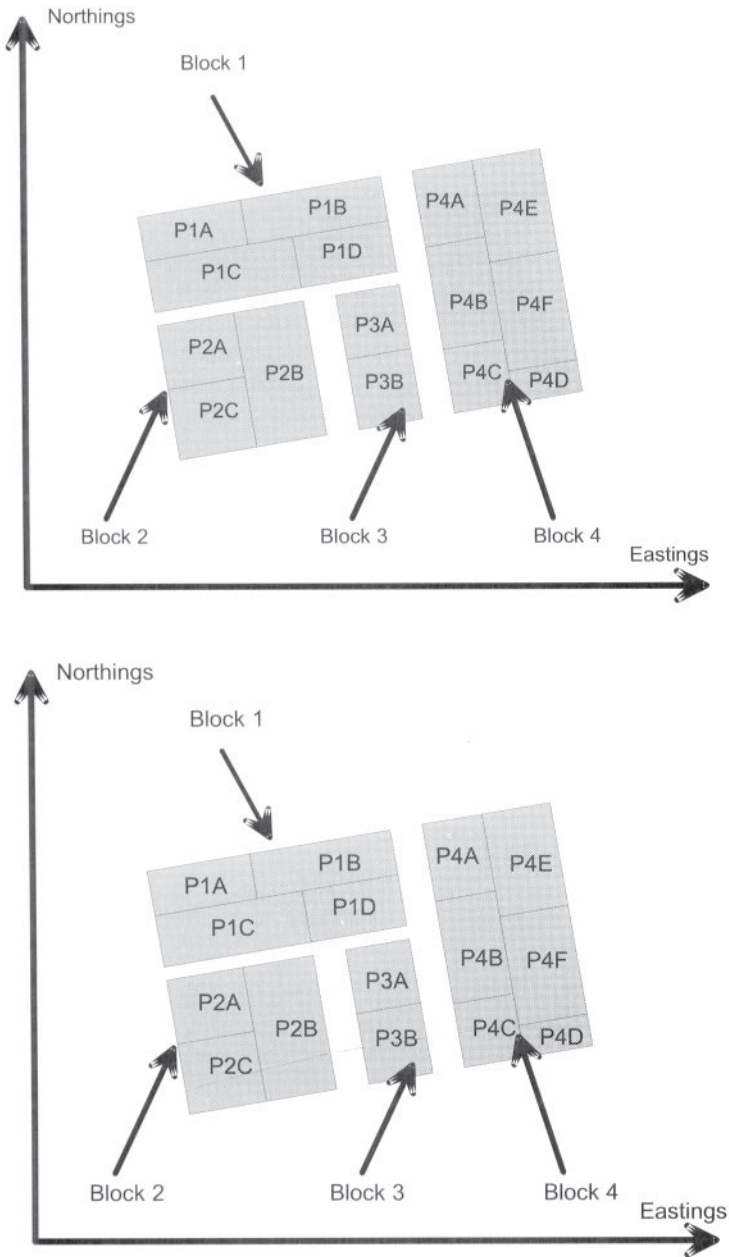 Northings
Block 1
P4A
P4E
P1B
P1A
P1D
P1C
P4B
P4F
P3A
P2A
P2B
P3B
P4C
P4D
P2C
Block 2
Block 3
Block 4
Eastings
Northings
Block 1
P4A
P4E
P1B
P1A
P1D
P1C
P4B
P4F
P3A
P2A
P2B
P3B
P4C
P4D
P2C
Block 2
Block 3
Block 4
Eastings